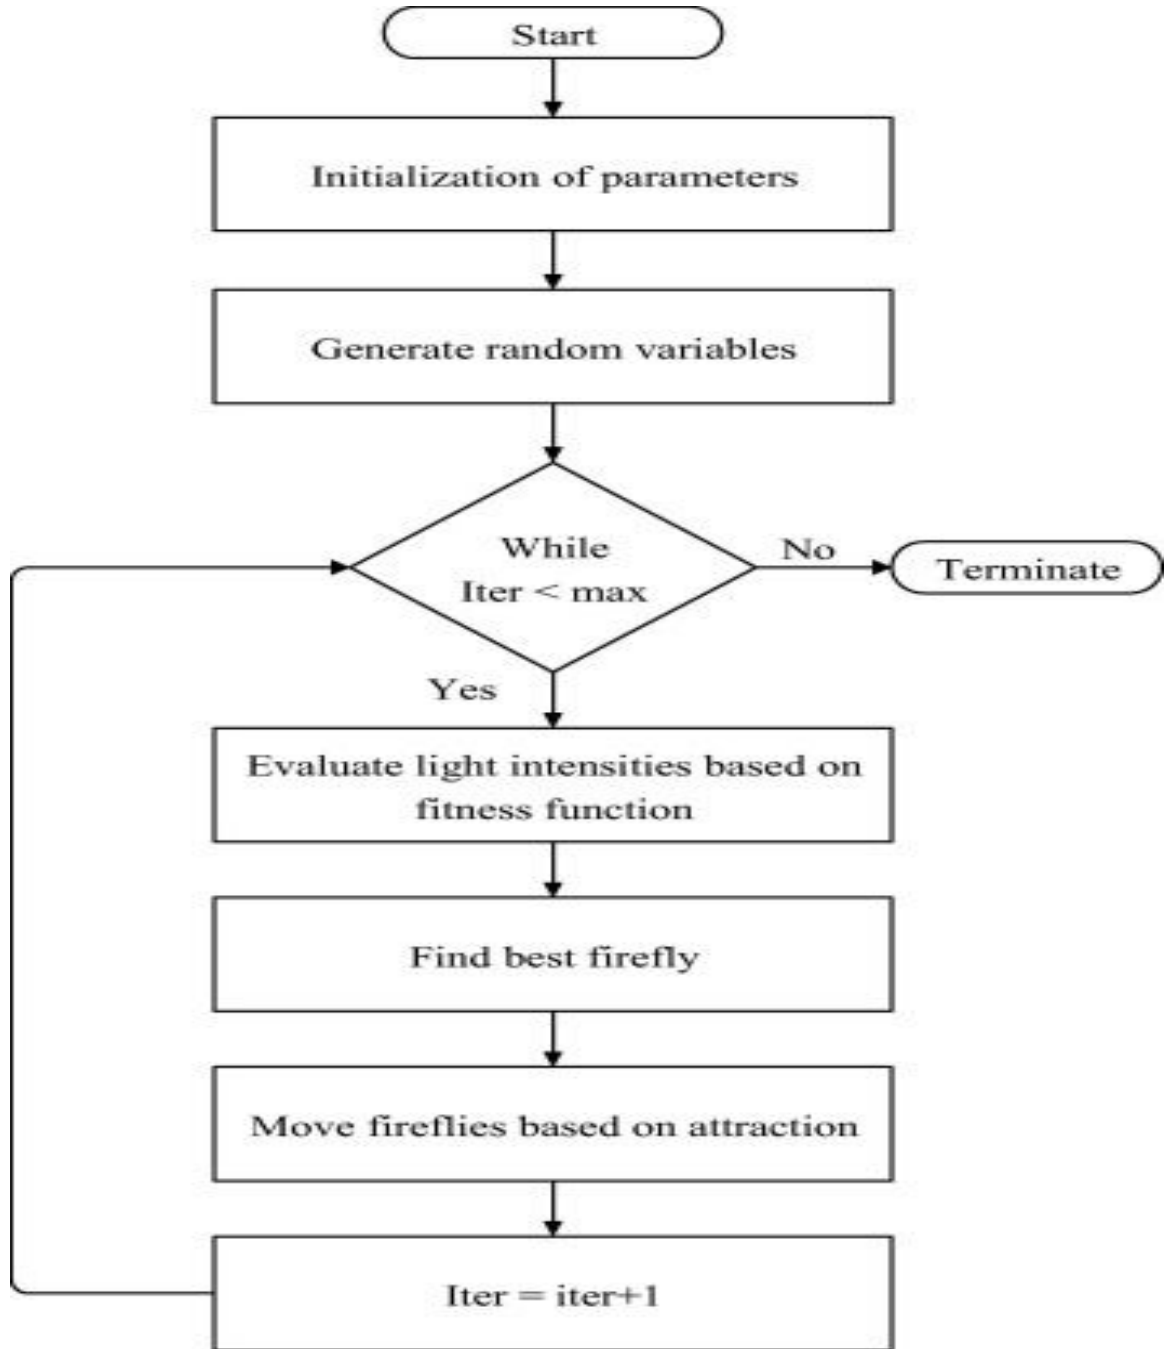 Start
Initialization of parameters
Generate random variables
While
Iter < max
No
Terminate
Yes
Evaluate light intensities based on
fitness function
Find best firefly
Move fireflies based on attraction
Iter = iter+1